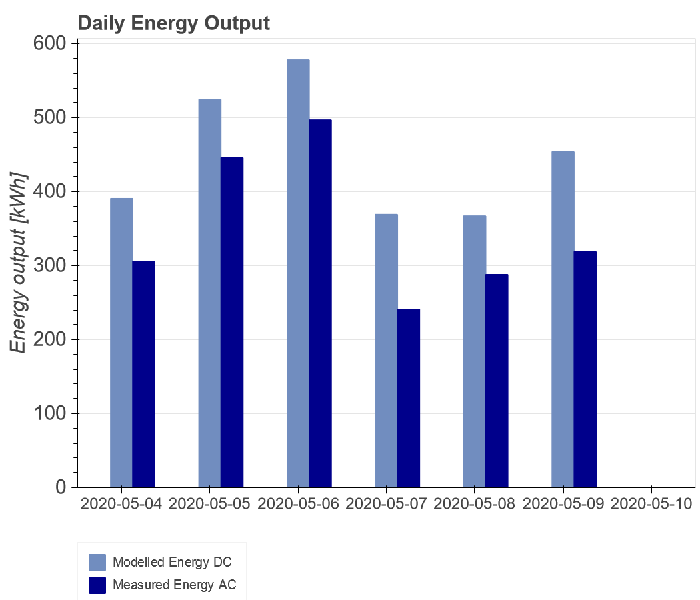 Daily Energy Output
Energy output [kWh]
600
500
400
300
200
100
0
2020-05-04 2020-05-05 2020-05-06 2020-05-07 2020-05-08 2020-05-09 2020-05-10
Modelled Energy DC
Measured Energy AC